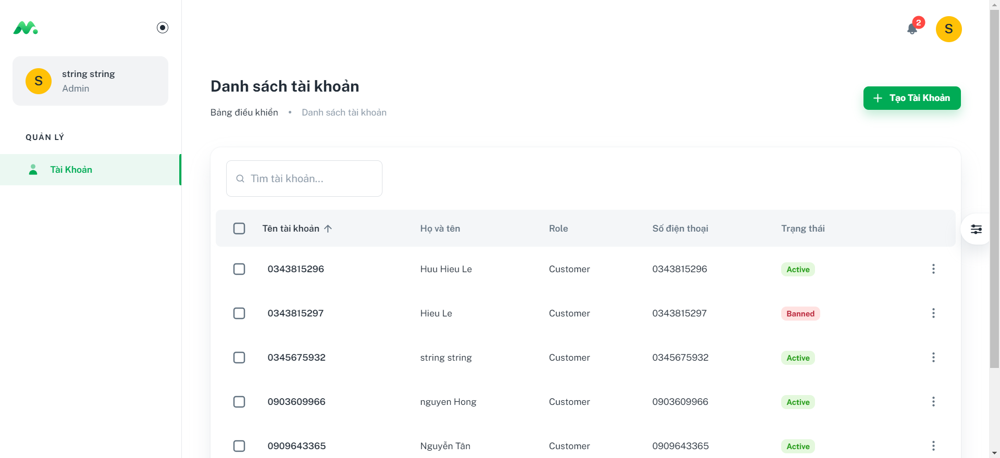 string string
Admin
QUẢN LÝ
Tài Khoản
2
S
S
Danh sách tài khoản
Bảng điều khiển • Danh sách tài khoản
Tạo Tài Khoản
Tìm tài khoản...
Tên tài khoản Họ và tên Role Số điện thoại Trạng thái
0343815296 Huu Hieu Le Customer 0343815296 Active
0343815297 Hieu Le Customer 0343815297 Banned
0345675932 string string Customer 0345675932 Active
0903609966 nguyen Hong Customer 0903609966 Active
0909643365 Nguyễn Tân Customer 0909643365 Active